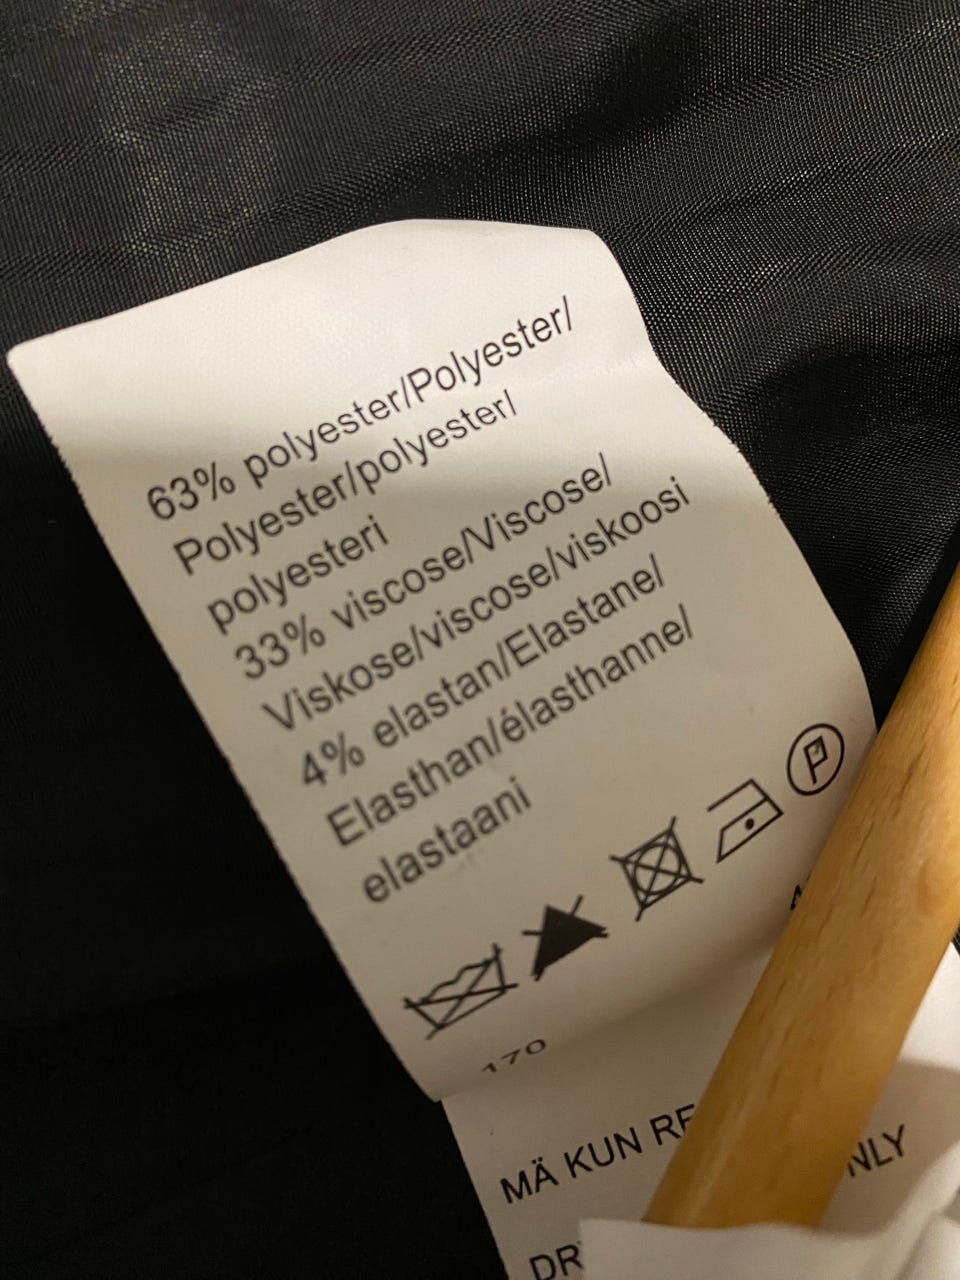 63% polyester/Polyester/
Polyester/polyester/
polyesteri
33% viscose/Viscose/
Viskose/viscose/viskoosi
4% elastan/Elastane/
Elasthan/élasthanne/
elastaani
P
170
MÄ KUN
NLY